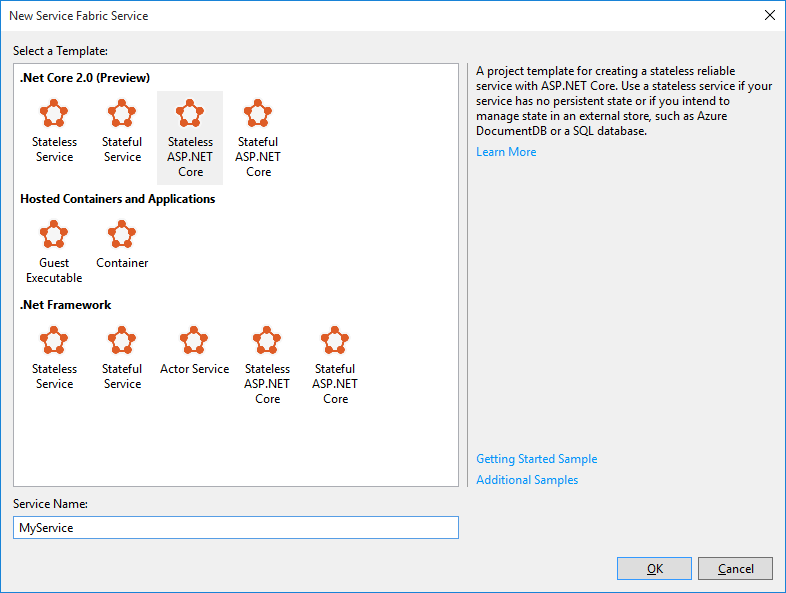 New Service Fabric Service
Select a Template:
.Net Core 2.0 (Preview)
Stateless
Service
Stateful
Service
Stateless
ASP.NET
Core
Stateful
ASP.NET
Core
Hosted Containers and Applications
Guest
Executable
Container
.Net Framework
Stateless
Service
Stateful
Service
Actor Service
Stateless
ASP.NET
Core
Stateful
ASP.NET
Core
A project template for creating a stateless reliable
service with ASP.NET Core. Use a stateless service if your
service has no persistent state or if you intend to
manage state in an external store, such as Azure
DocumentDB or a SQL database.
Learn More
Getting Started Sample
Additional Samples
Service Name:
MyService
OK
Cancel